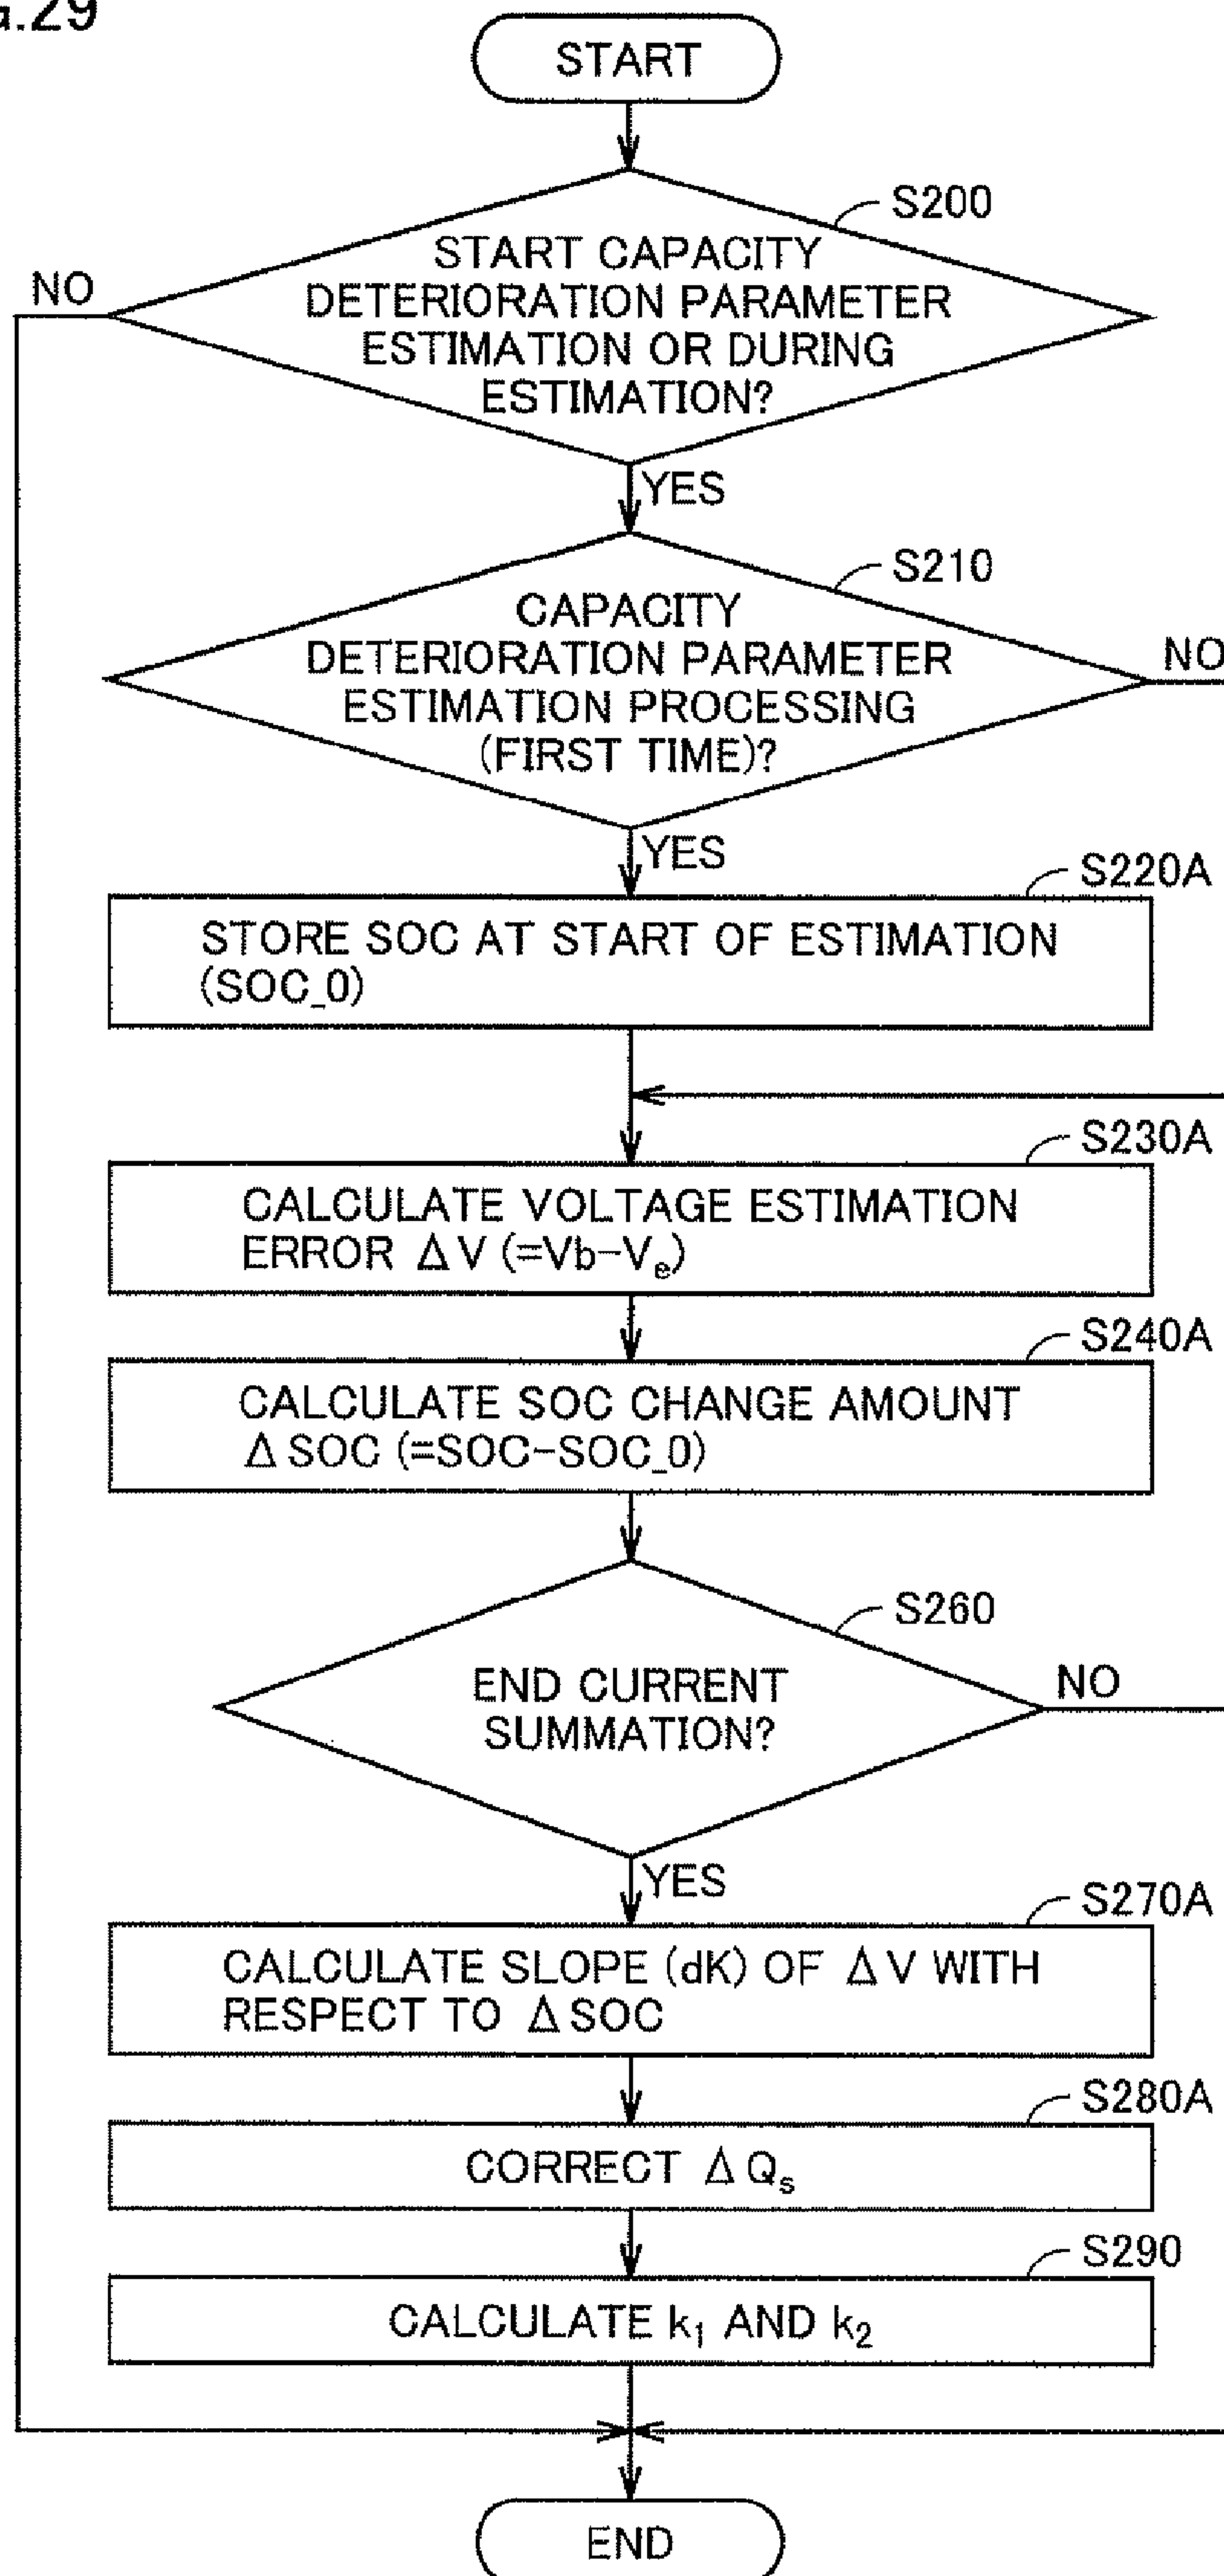 G.29
START
S200
START CAPACITY
DETERIORATION PARAMETER
ESTIMATION OR DURING
ESTIMATION?
NO
YES
S210
CAPACITY
DETERIORATION PARAMETER
ESTIMATION PROCESSING
(FIRST TIME)?
NO
YES
S220A
STORE SOC AT START OF ESTIMATION
(SOC_0)
S230A
CALCULATE VOLTAGE ESTIMATION
ERROR ΔV (=Vb-Vₑ)
S240A
CALCULATE SOC CHANGE AMOUNT
ΔSOC (=SOC-SOC_0)
S260
END CURRENT
SUMMATION?
NO
YES
S270A
CALCULATE SLOPE (dK) OF ΔV WITH
RESPECT TO ΔSOC
S280A
CORRECT ΔQₛ
S290
CALCULATE k₁ AND k₂
END